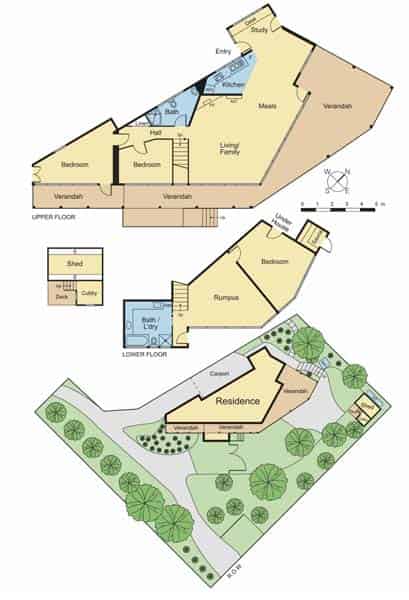 Desk
Study
Entry
Kitchen
Bath
Meals
Verandah
Hall
Living/
Family
Bedroom
Bedroom
Up
Verandah
Verandah
UPPER FLOOR
W N
S E
0 1 2 3 4 5 m
Under
House
Shed
Deck
Cubby
Bedroom
Rumpus
Bath /
L'dry
LOWER FLOOR
Carport
Residence
Verandah
Shed
Verandah
Verandah
R.O.W